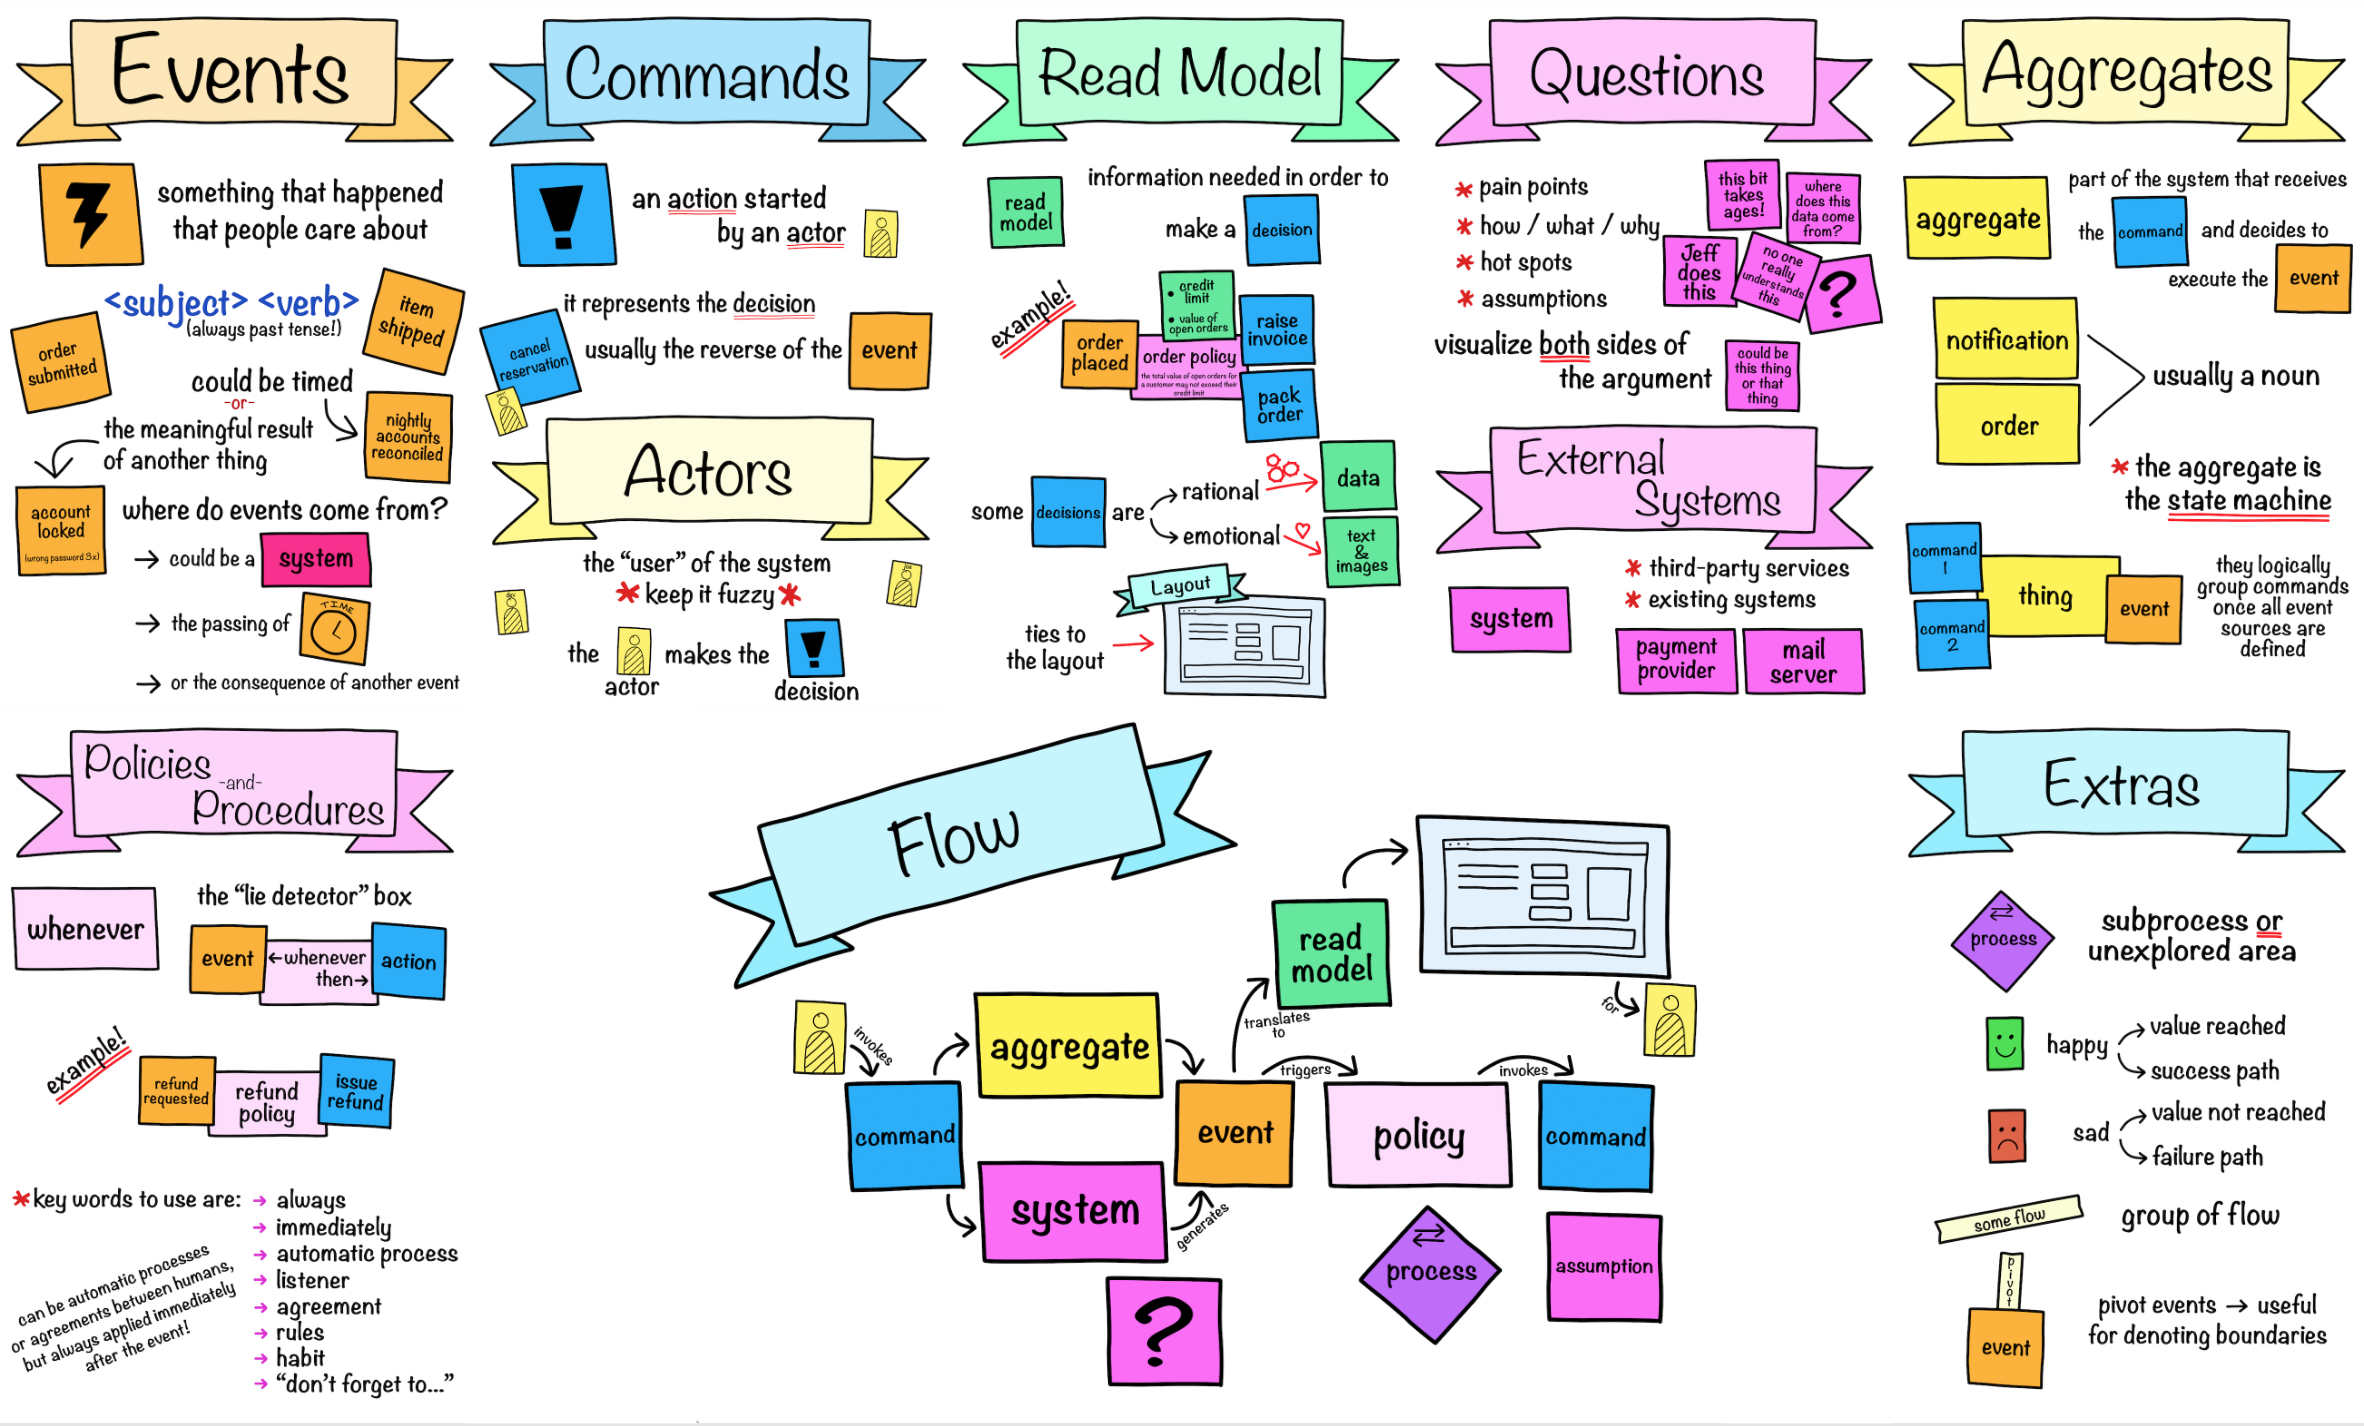 Events
something that happened
that people care about
<subject> <verb>
(always past tense!)
item
shipped
order
submitted
could be timed
-or-
the meaningful result
of another thing
nightly
accounts
reconciled
account
locked
(wrong password 3x)
where do events come from?
→ could be a system
→ the passing of TIME
→ or the consequence of another event
Commands
!
an action started
by an actor
it represents the decision
cancel
reservation
usually the reverse of the event
Actors
the “user” of the system
* keep it fuzzy *
the actor makes the ! decision
Read Model
read
model
information needed in order to
make a decision
example!
• credit
limit
• value of
open orders
order
placed
order policy
the total value of open orders for
a customer may not exceed their
credit limit
raise
invoice
pack
order
some decisions are
rational
data
emotional
text
&
images
Layout
ties to
the layout
Questions
* pain points
* how / what / why
* hot spots
* assumptions
this bit
takes
ages!
where
does this
data come
from?
Jeff
does
this
no one
really
understands
this
?
visualize both sides of
the argument
could be
this thing
or that
thing
External
Systems
* third-party services
* existing systems
system
payment
provider
mail
server
Aggregates
aggregate
part of the system that receives
the command and decides to
execute the event
notification
order
usually a noun
* the aggregate is
the state machine
command
1
command
2
thing
event
they logically
group commands
once all event
sources are
defined
Policies
-and-
Procedures
whenever
the “lie detector” box
event
←whenever
then→
action
example!
refund
requested
refund
policy
issue
refund
*key words to use are:
→ always
→ immediately
→ automatic process
→ listener
→ agreement
→ rules
→ habit
→ “don’t forget to...”
can be automatic processes
or agreements between humans,
but always applied immediately
after the event!
Flow
invokes
command
aggregate
system
generates
event
translates
to
read
model
for
triggers
policy
invokes
command
?
process
assumption
Extras
process
subprocess or
unexplored area
happy
value reached
success path
sad
value not reached
failure path
some flow
group of flow
pivot
event
pivot events → useful
for denoting boundaries